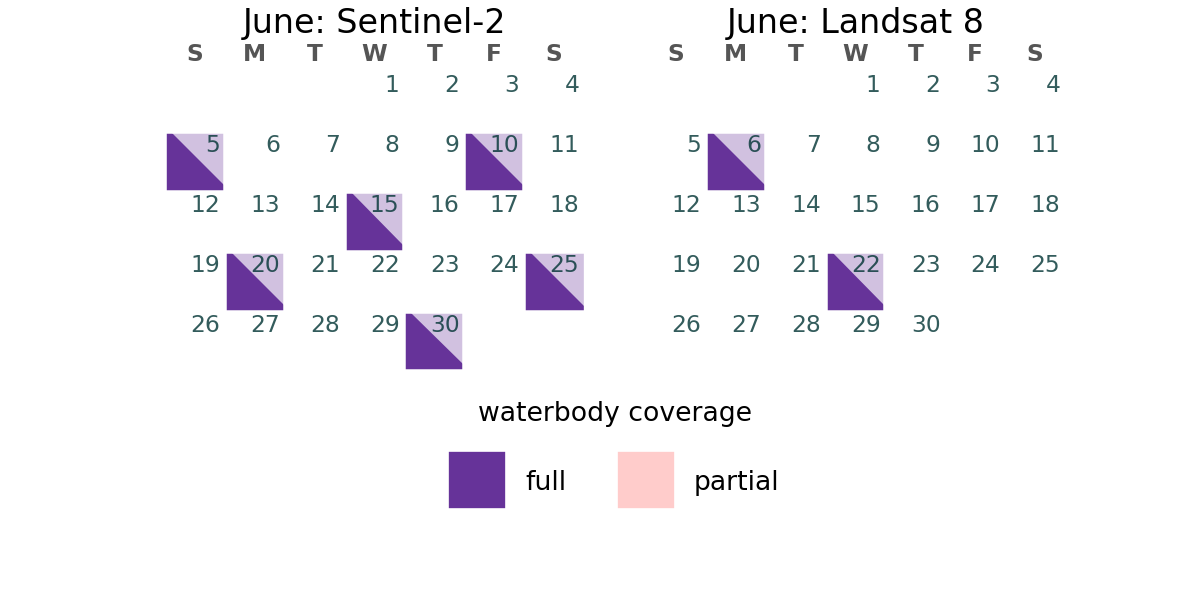 June: Sentinel-2
S M T W T F S
1 2 3 4
5 6 7 8 9 10 11
12 13 14 15 16 17 18
19 20 21 22 23 24 25
26 27 28 29 30
June: Landsat 8
S M T W T F S
1 2 3 4
5 6 7 8 9 10 11
12 13 14 15 16 17 18
19 20 21 22 23 24 25
26 27 28 29 30
waterbody coverage
full partial